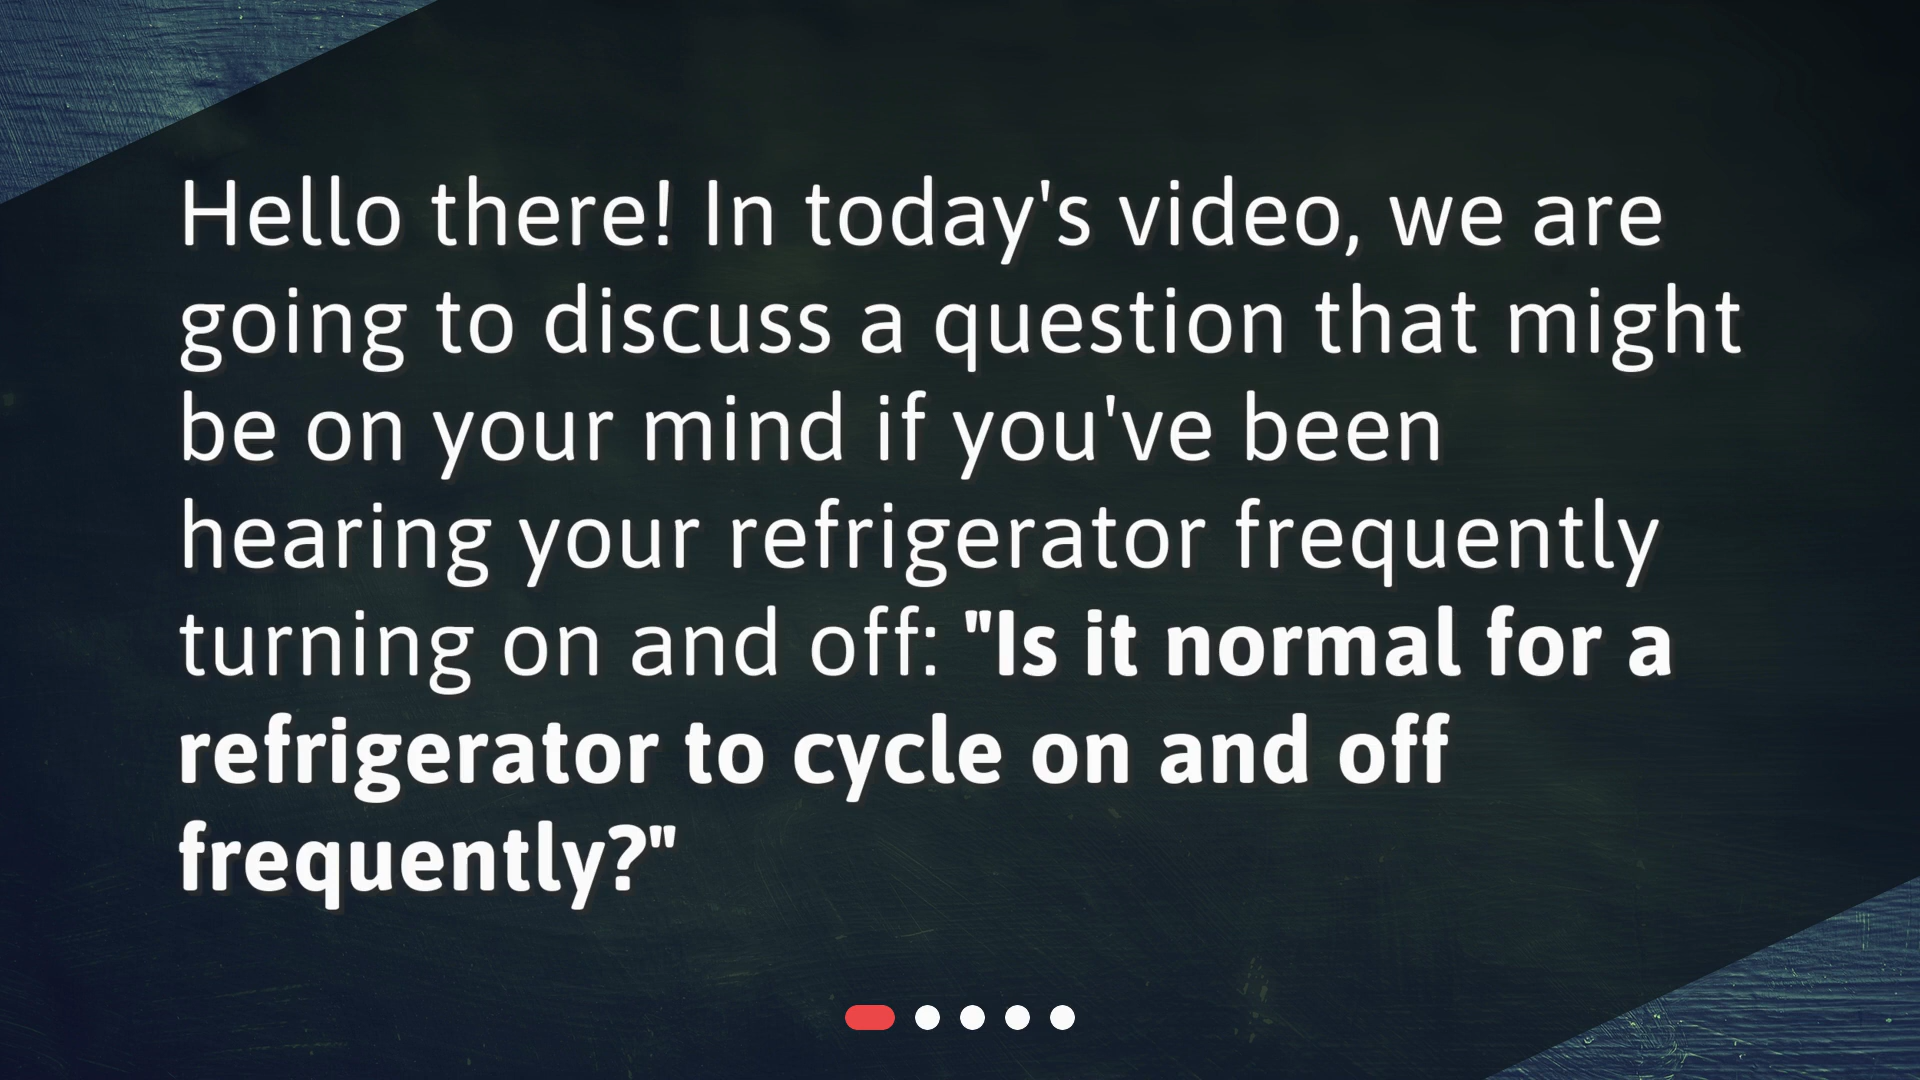 Hello there! In today's video, we are
going to discuss a question that might
be on your mind if you've been
hearing your refrigerator frequently
turning on and off: "Is it normal for a
refrigerator to cycle on and off
frequently?"